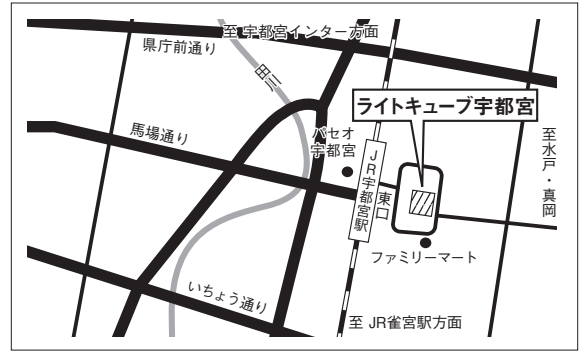 至 宇都宮インター方面
県庁前通り
田川
ライトキューブ宇都宮
馬場通り
パセオ
宇都宮
JR宇都宮駅
東口
至水戸・真岡
ファミリーマート
いちょう通り
至 JR雀宮駅方面